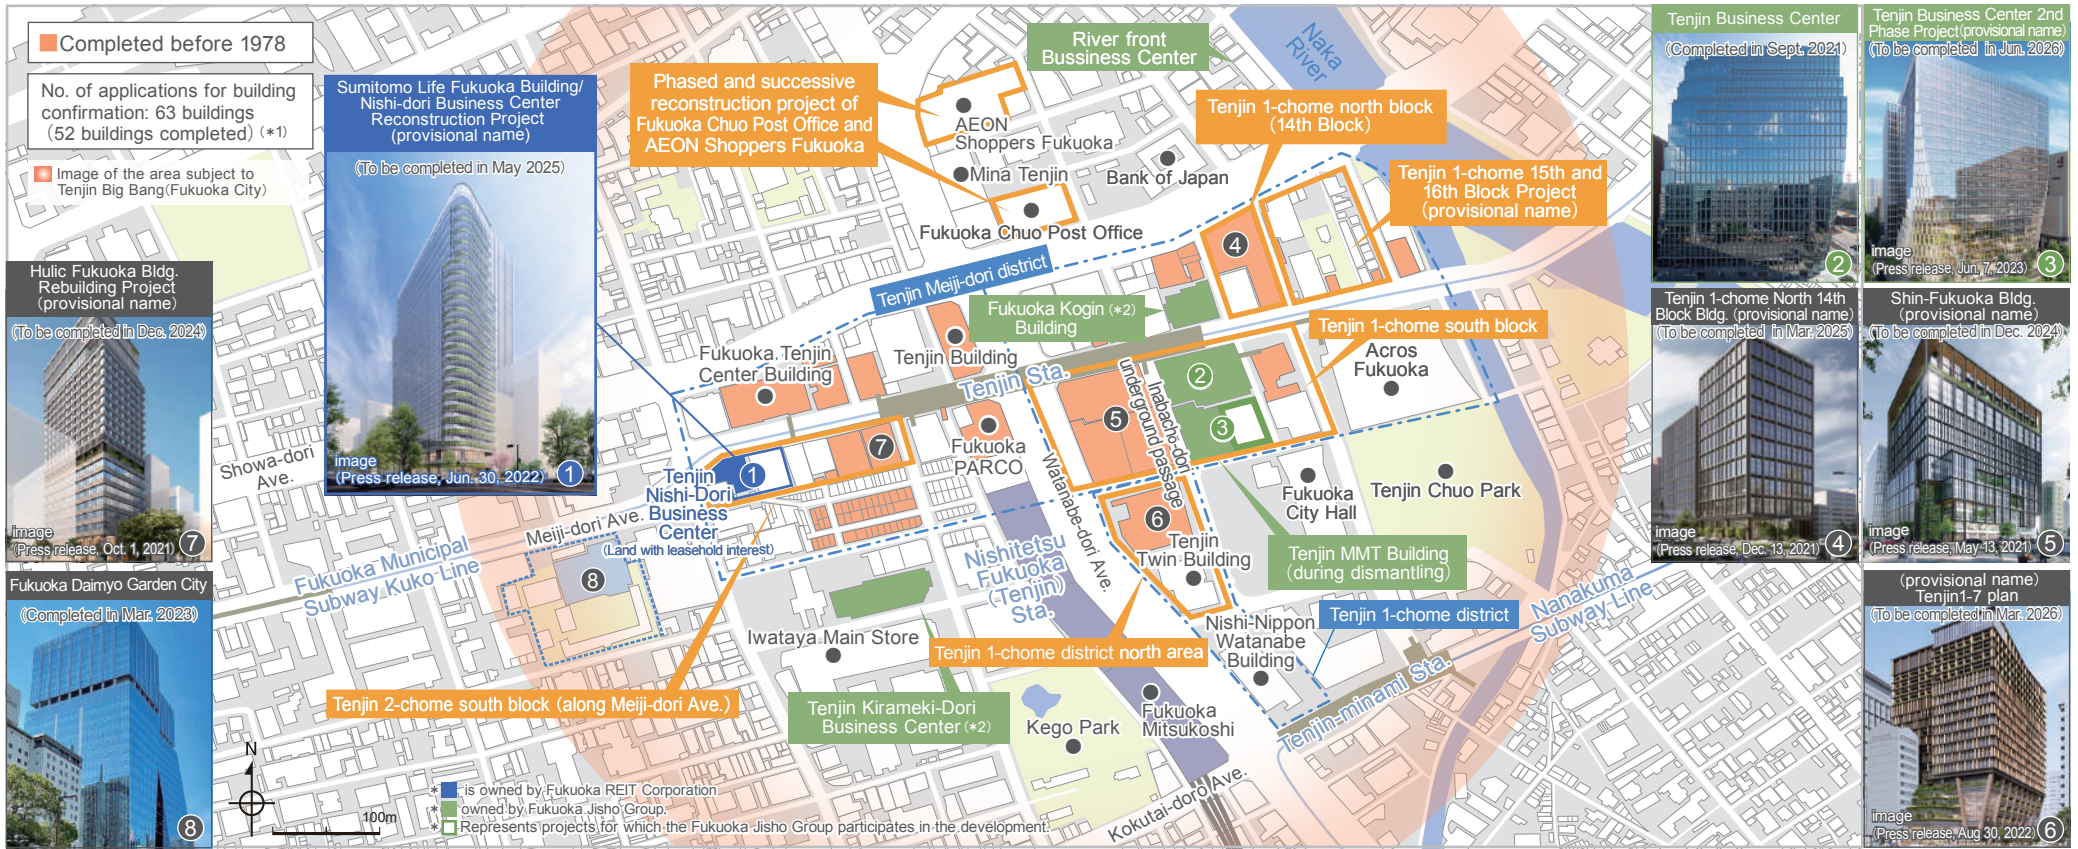 Completed before 1978
No. of applications for building
confirmation: 63 buildings
(52 buildings completed) (*1)
Image of the area subject to
Tenjin Big Bang(Fukuoka City)
Sumitomo Life Fukuoka Building/
Nishi-dori Business Center
Reconstruction Project
(provisional name)
(To be completed in May 2025)
image
(Press release, Jun. 30, 2022)
1
Hulic Fukuoka Bldg.
Rebuilding Project
(provisional name)
(To be completed in Dec. 2024)
image
(Press release, Oct. 1, 2021)
7
Fukuoka Daimyo Garden City
(Completed in Mar. 2023)
8
Phased and successive
reconstruction project of
Fukuoka Chuo Post Office and
AEON Shoppers Fukuoka
AEON
Shoppers Fukuoka
Mina Tenjin
Fukuoka Chuo Post Office
Bank of Japan
River front
Bussiness Center
Naka
River
Tenjin 1-chome north block
(14th Block)
Tenjin 1-chome 15th and
16th Block Project
(provisional name)
4
Tenjin Meiji-dori district
Fukuoka Kogin (*2)
Building
Tenjin 1-chome south block
Tenjin Building
Fukuoka Tenjin
Center Building
Tenjin Sta.
Acros
Fukuoka
Inabacho-dori
underground passage
2
3
5
7
1
Fukuoka
PARCO
Tenjin
Nishi-Dori
Business
Center
(Land with leasehold interest)
Showa-dori
Ave.
Meiji-dori Ave.
Fukuoka Municipal
Subway Kuko Line
8
Watanabe-dori Ave.
Nishitetsu
Fukuoka
(Tenjin)
Sta.
6
Tenjin
Twin Building
Fukuoka
City Hall
Tenjin Chuo Park
Tenjin MMT Building
(during dismantling)
Tenjin 1-chome district
Nanakuma
Subway Line
Nishi-Nippon
Watanabe
Building
Tenjin 1-chome district north area
Iwataya Main Store
Tenjin 2-chome south block (along Meiji-dori Ave.)
Tenjin Kirameki-Dori
Business Center (*2)
Kego Park
Fukuoka
Mitsukoshi
Tenjin-minami Sta.
Kokutai-doro Ave.
N
100m
* is owned by Fukuoka REIT Corporation
* owned by Fukuoka Jisho Group.
* Represents projects for which the Fukuoka Jisho Group participates in the development.
Tenjin Business Center
(Completed in Sept. 2021)
2
Tenjin Business Center 2nd
Phase Project(provisional name)
(To be completed in Jun. 2026)
image
(Press release, Jun. 7, 2023)
3
Tenjin 1-chome North 14th
Block Bldg. (provisional name)
(To be completed in Mar. 2025)
image
(Press release, Dec. 13, 2021)
4
Shin-Fukuoka Bldg.
(provisional name)
(To be completed in Dec. 2024)
image
(Press release, May 13, 2021)
5
(provisional name)
Tenjin1-7 plan
(To be completed in Mar. 2026)
image
(Press release, Aug 30, 2022)
6